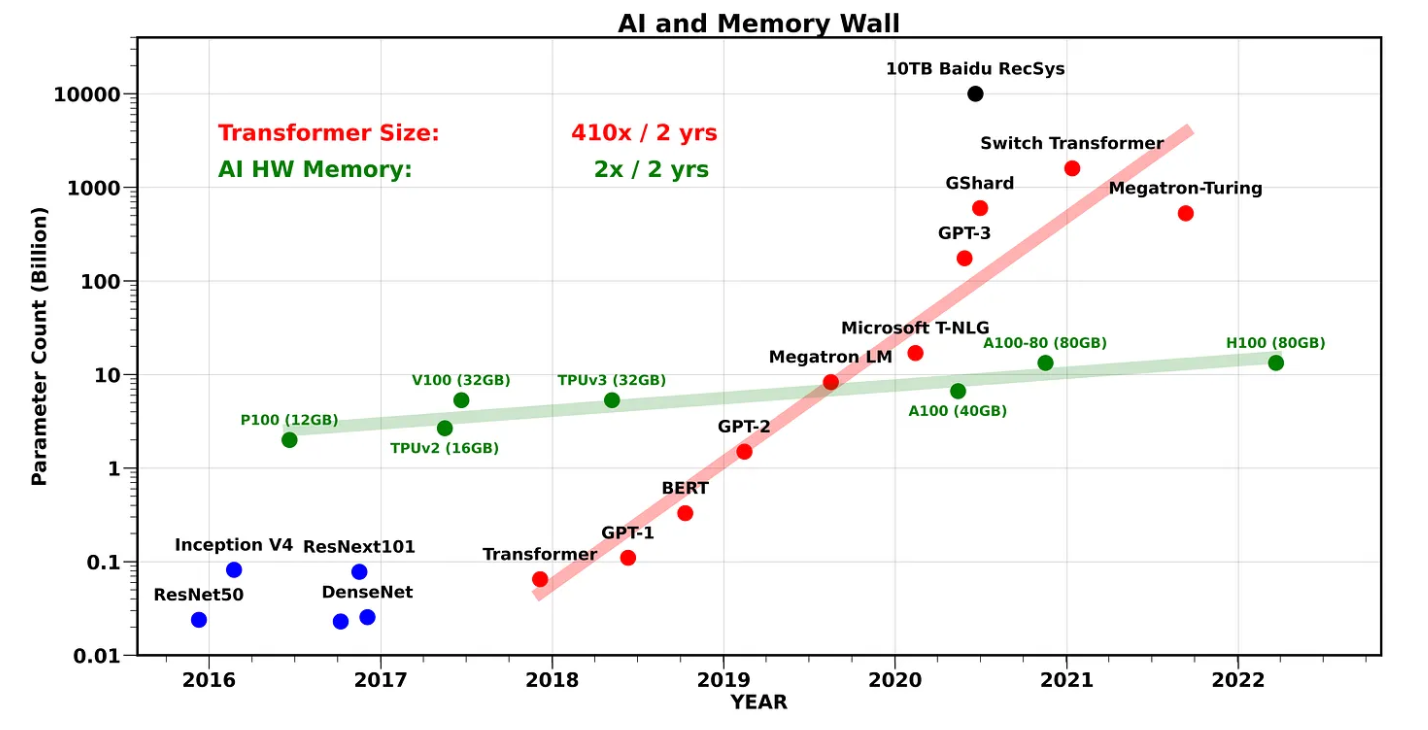 AI and Memory Wall
10TB Baidu RecSys
10000
Transformer Size: 410x / 2 yrs
Switch Transformer
AI HW Memory: 2x / 2 yrs
1000
GShard
Megatron-Turing
GPT-3
100
Microsoft T-NLG
A100-80 (80GB)
H100 (80GB)
Megatron LM
10
V100 (32GB)
TPUv3 (32GB)
A100 (40GB)
P100 (12GB)
GPT-2
TPUv2 (16GB)
1
BERT
GPT-1
Inception V4
ResNext101
Transformer
0.1
ResNet50
DenseNet
0.01
Parameter Count (Billion)
2016 2017 2018 2019 2020 2021 2022
YEAR